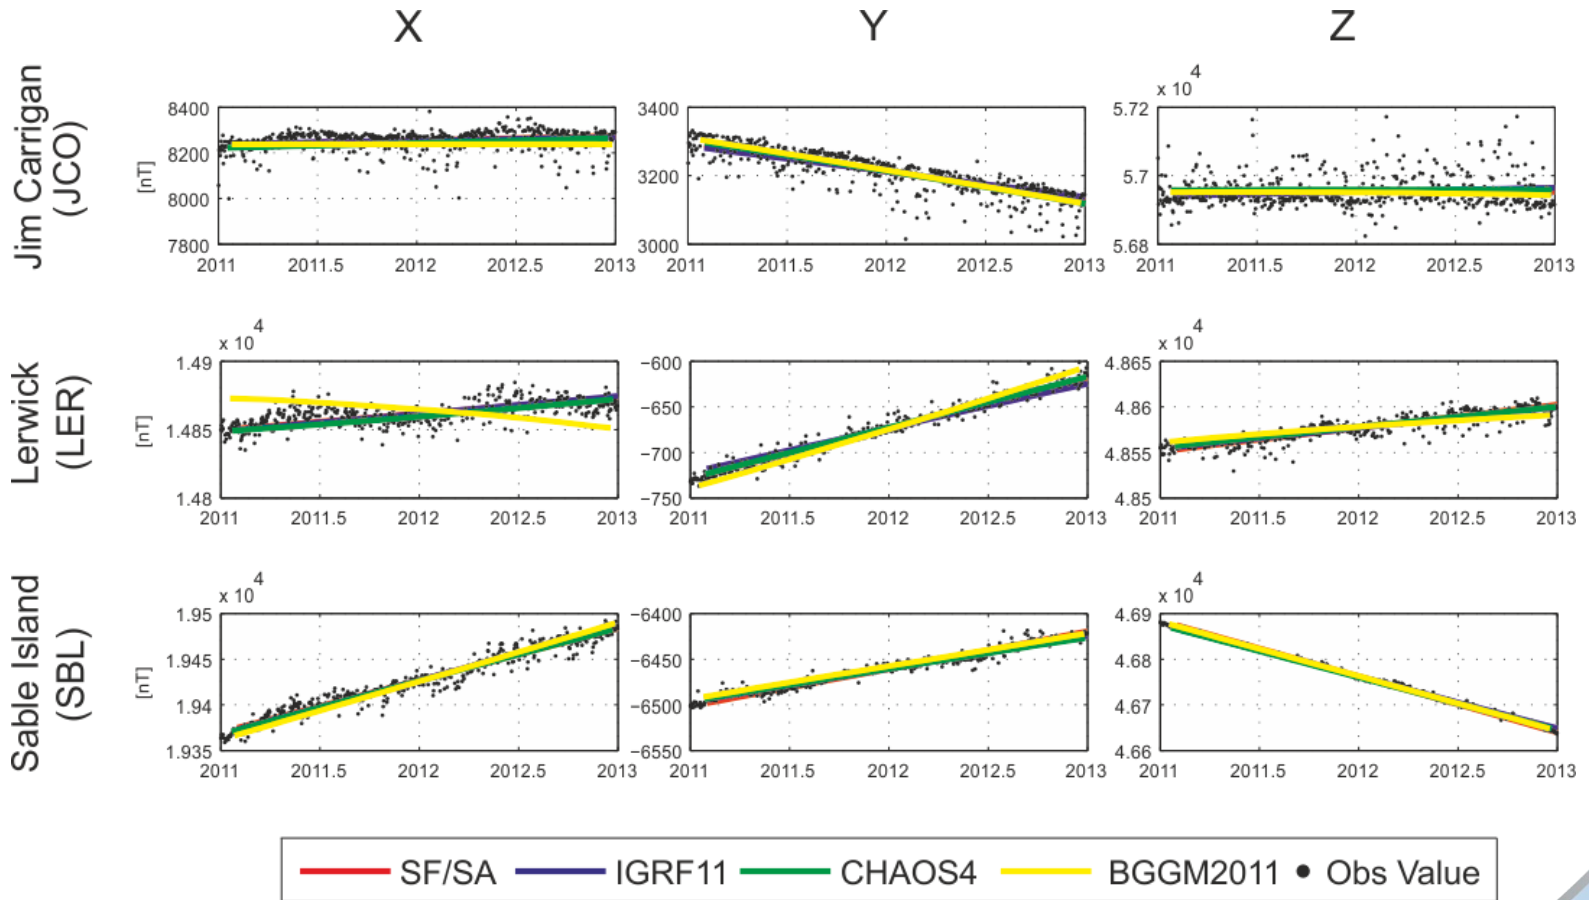 X Y Z
Jim Carrigan
(JCO)
[nT]
8400
8200
8000
7800
2011 2011.5 2012 2012.5 2013
3400
3200
3000
2011 2011.5 2012 2012.5 2013
x 10 4
5.72
5.7
5.68
2011 2011.5 2012 2012.5 2013
Lerwick
(LER)
[nT]
x 10 4
1.49
1.485
1.48
2011 2011.5 2012 2012.5 2013
−600
−650
−700
−750
2011 2011.5 2012 2012.5 2013
x 10 4
4.865
4.86
4.855
4.85
2011 2011.5 2012 2012.5 2013
Sable Island
(SBL)
[nT]
x 10 4
1.95
1.945
1.94
1.935
2011 2011.5 2012 2012.5 2013
−6400
−6450
−6500
−6550
2011 2011.5 2012 2012.5 2013
x 10 4
4.69
4.68
4.67
4.66
2011 2011.5 2012 2012.5 2013
SF/SA IGRF11 CHAOS4 BGGM2011 Obs Value